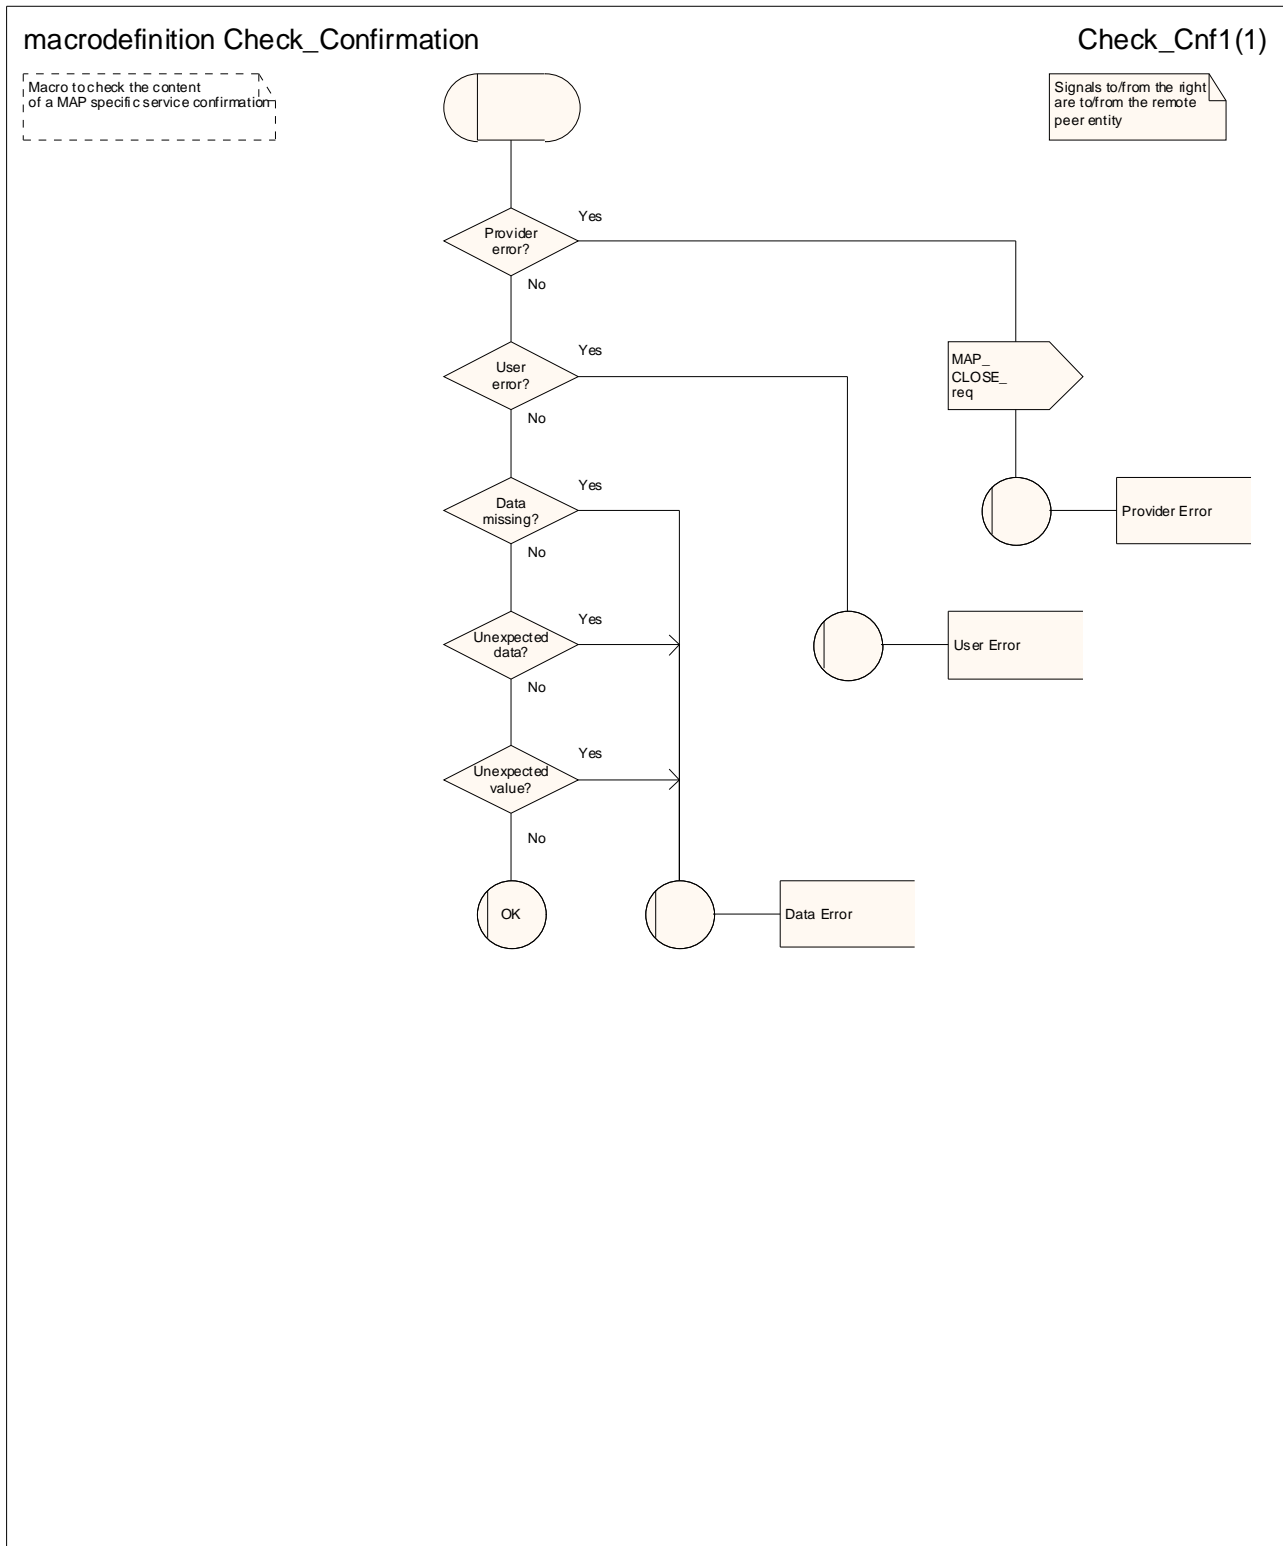 macrodefinition Check_Confirmation
Check_Cnf1(1)
Macro to check the content
of a MAP specific service confirmation
Signals to/from the right
are to/from the remote
peer entity
Provider
error?
Yes
No
User
error?
Yes
No
MAP_
CLOSE_
req
Data
missing?
Yes
No
Provider Error
Unexpected
data?
Yes
No
User Error
Unexpected
value?
Yes
No
OK
Data Error